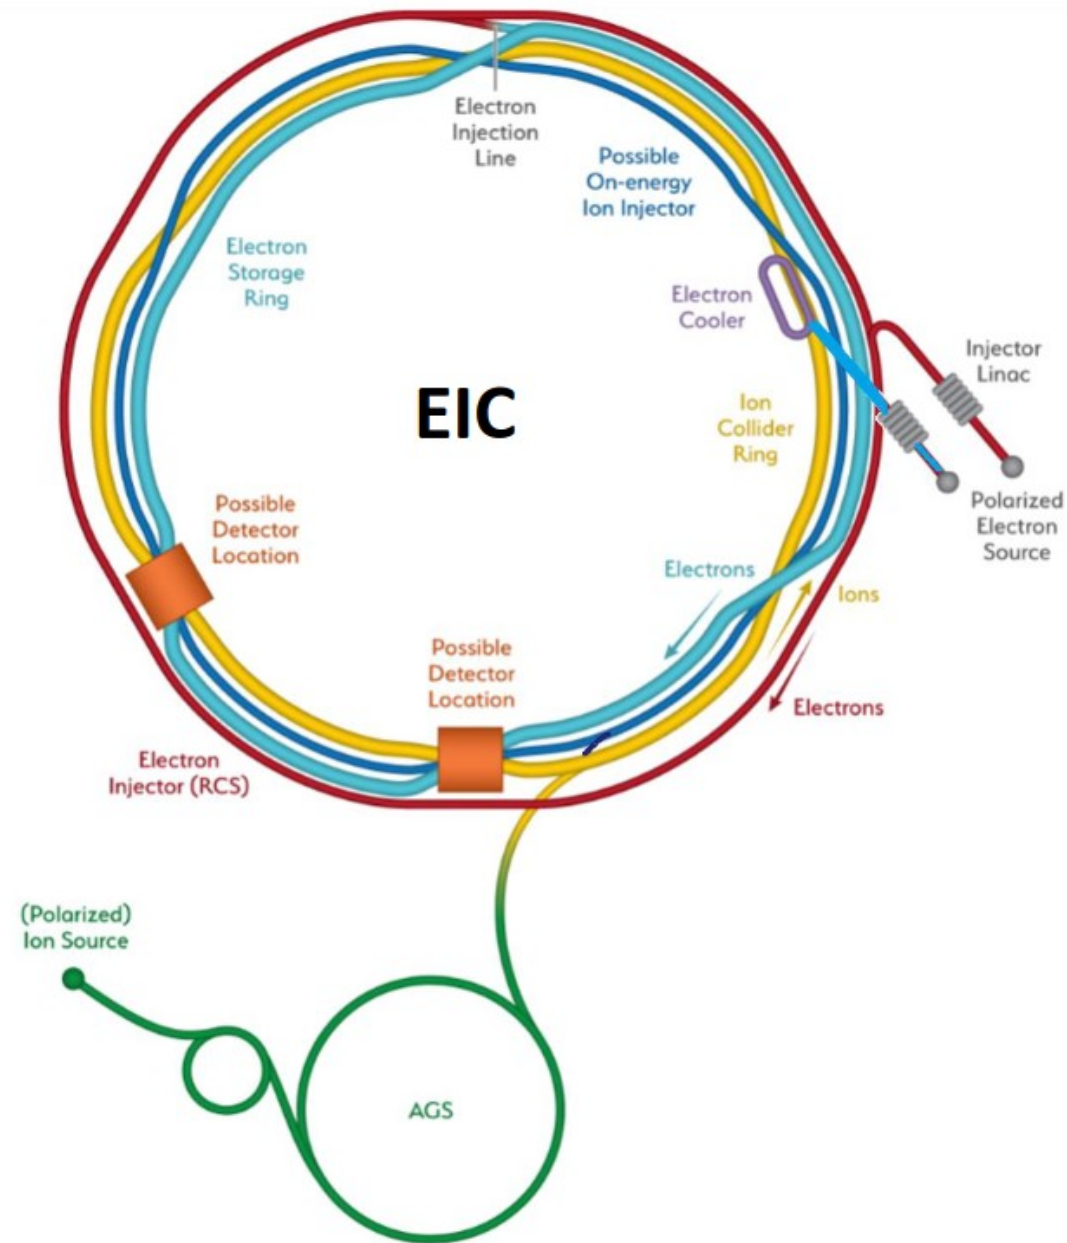 Electron
Injection
Line
Possible
On-energy
Ion Injector
Electron
Storage
Ring
Electron
Cooler
Injector
Linac
EIC
Ion
Collider
Ring
Polarized
Electron
Source
Possible
Detector
Location
Electrons
Ions
Possible
Detector
Location
Electrons
Electron
Injector (RCS)
(Polarized)
Ion Source
AGS